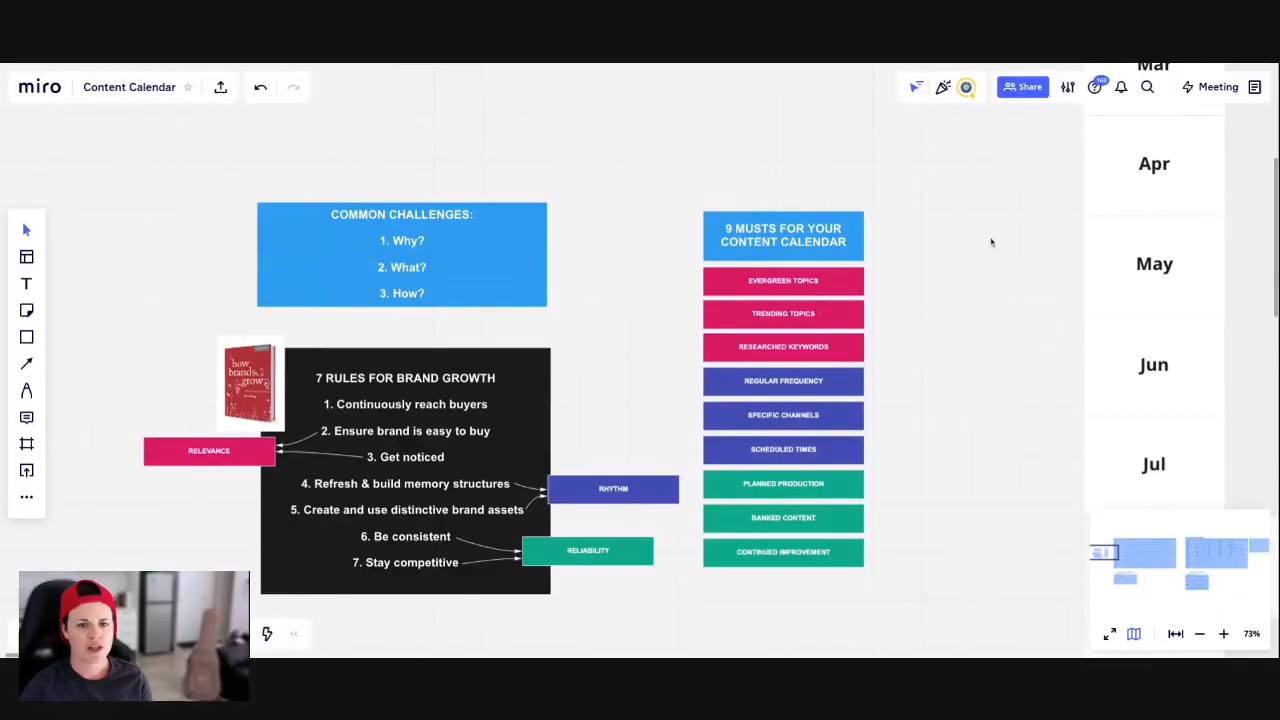 miro
Content Calendar
Share
160
Meeting
Mar
Apr
May
Jun
Jul
COMMON CHALLENGES:
1. Why?
2. What?
3. How?
how
brands
grow
7 RULES FOR BRAND GROWTH
1. Continuously reach buyers
2. Ensure brand is easy to buy
3. Get noticed
4. Refresh & build memory structures
5. Create and use distinctive brand assets
6. Be consistent
7. Stay competitive
RELEVANCE
RHYTHM
RELIABILITY
9 MUSTS FOR YOUR
CONTENT CALENDAR
EVERGREEN TOPICS
TRENDING TOPICS
RESEARCHED KEYWORDS
REGULAR FREQUENCY
SPECIFIC CHANNELS
SCHEDULED TIMES
PLANNED PRODUCTION
BANKED CONTENT
CONTINUED IMPROVEMENT
73%